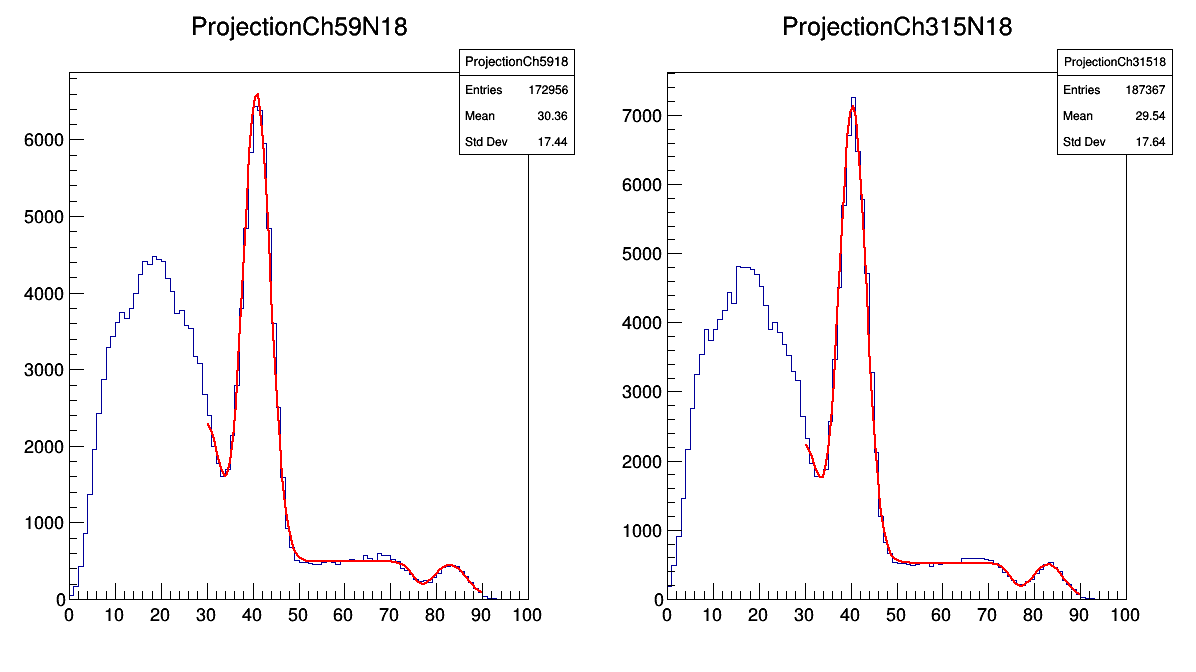 ProjectionCh59N18
ProjectionCh5918
Entries 172956
Mean 30.36
Std Dev 17.44
6000
5000
4000
3000
2000
1000
0
0 10 20 30 40 50 60 70 80 90 100
ProjectionCh315N18
ProjectionCh31518
Entries 187367
Mean 29.54
Std Dev 17.64
7000
6000
5000
4000
3000
2000
1000
0
0 10 20 30 40 50 60 70 80 90 100